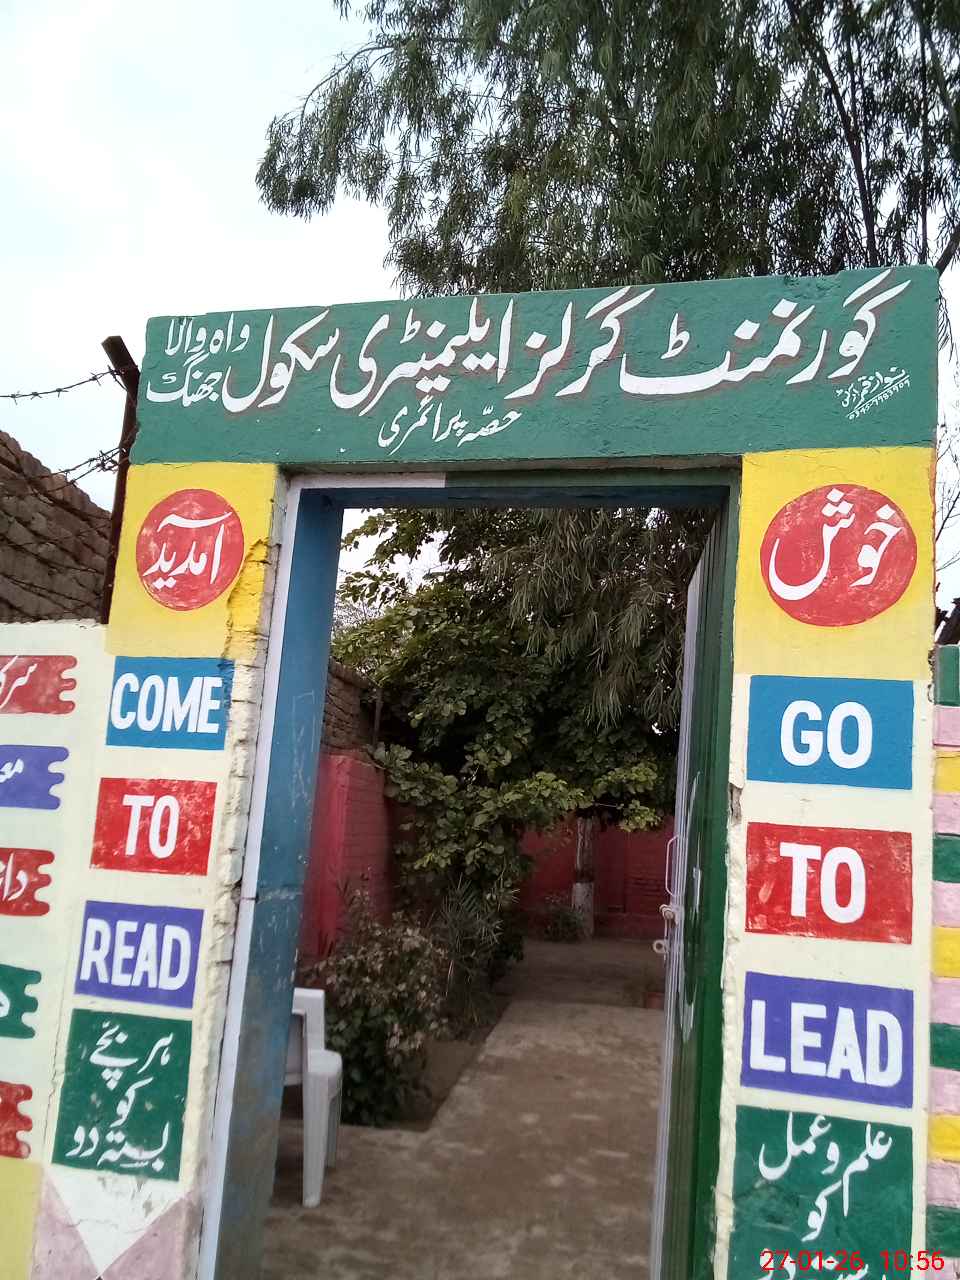 گورنمنٹ گرلز ایلیمنٹری سکول واہ والا جھنگ
حصّہ پرائمری
خوش
آمدید
COME
TO
READ
ہر بچے
کو
بستہ دو
GO
TO
LEAD
علم و عمل
کو
27-01-26 10:56